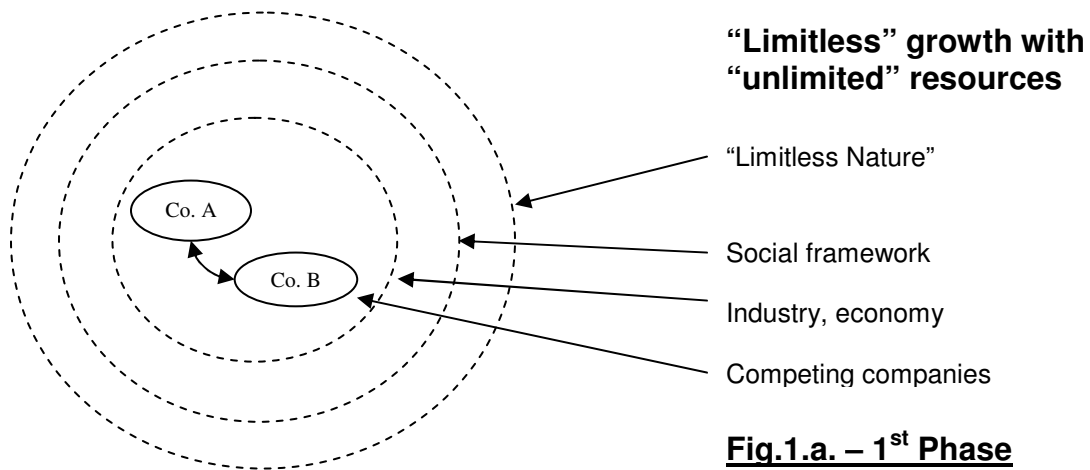 “Limitless” growth with
“unlimited” resources
“Limitless Nature”
Co. A
Social framework
Co. B
Industry, economy
Competing companies
Fig.1.a. – 1st Phase